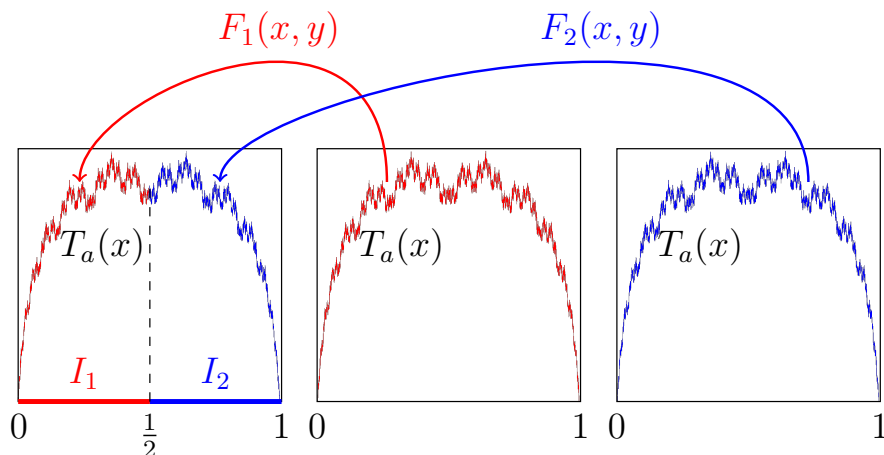 F₁(x, y) F₂(x, y)
Tₐ(x) Tₐ(x) Tₐ(x)
I₁ I₂
0 1/2 1 0 1 0 1